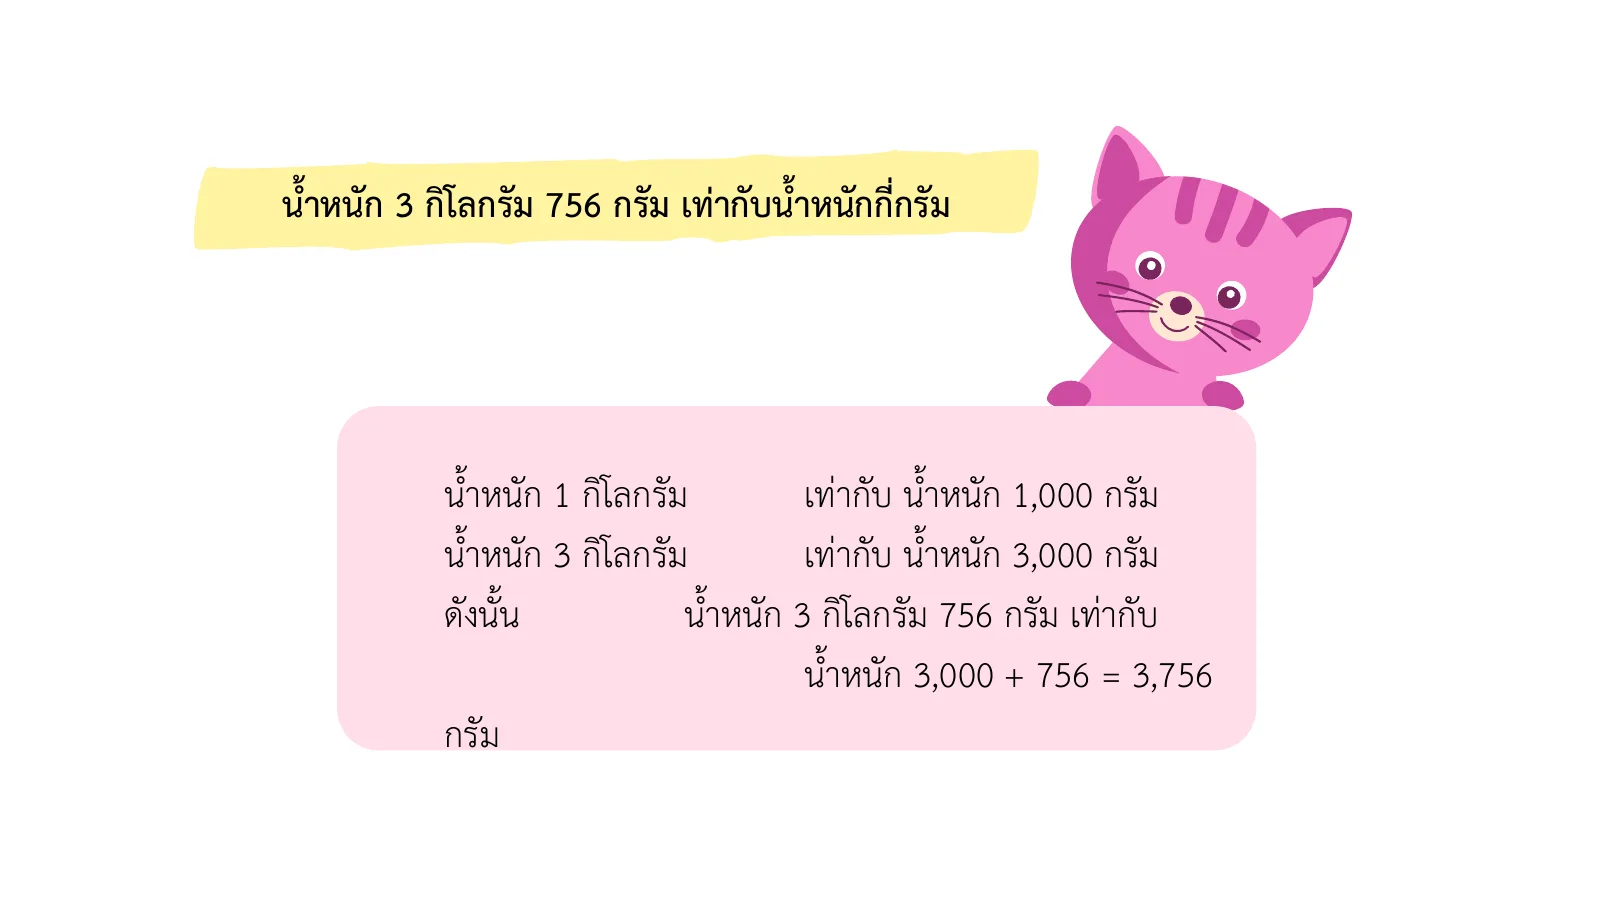 น้ำหนัก 3 กิโลกรัม 756 กรัม เท่ากับน้ำหนักกี่กรัม
น้ำหนัก 1 กิโลกรัม เท่ากับ น้ำหนัก 1,000 กรัม
น้ำหนัก 3 กิโลกรัม เท่ากับ น้ำหนัก 3,000 กรัม
ดังนั้น น้ำหนัก 3 กิโลกรัม 756 กรัม เท่ากับ
น้ำหนัก 3,000 + 756 = 3,756
กรัม